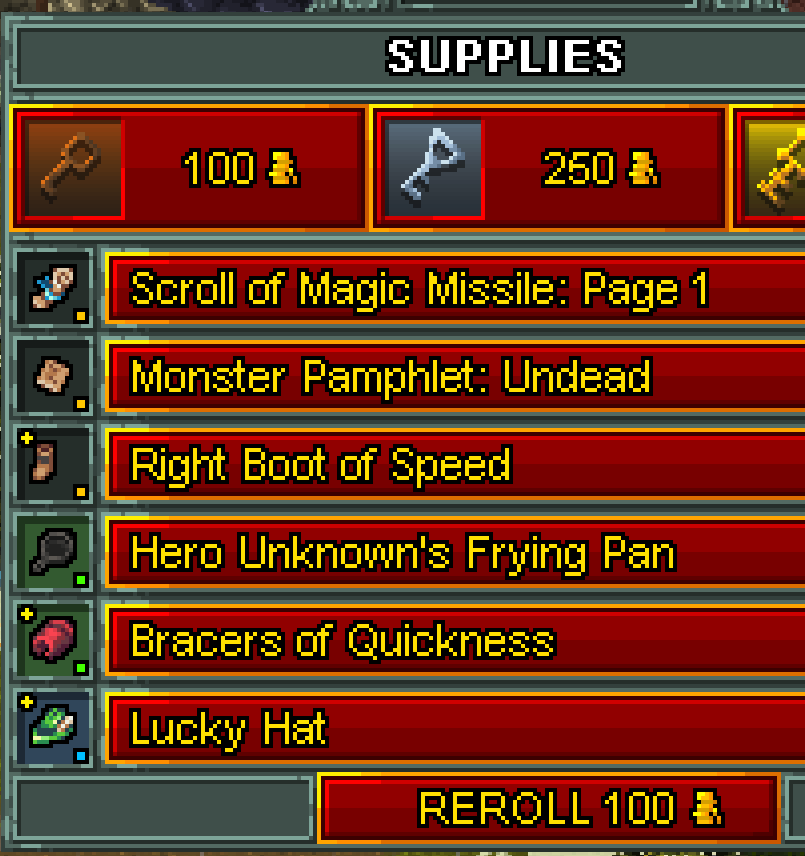 SUPPLIES
100 250
Scroll of Magic Missile: Page 1
Monster Pamphlet: Undead
Right Boot of Speed
Hero Unknown's Frying Pan
Bracers of Quickness
Lucky Hat
REROLL 100